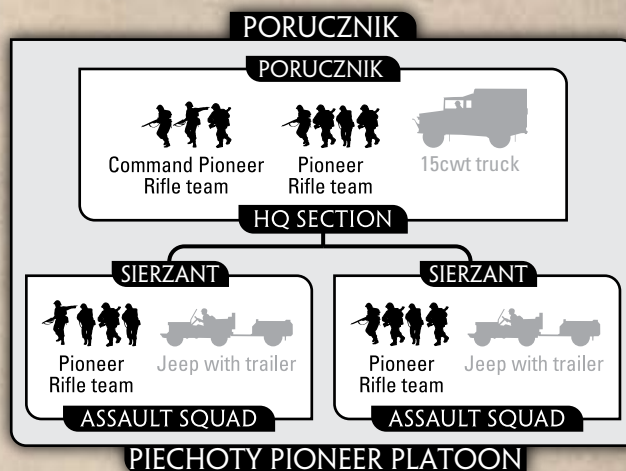 PORUCZNIK
PORUCZNIK
Command Pioneer
Rifle team
Pioneer
Rifle team
15cwt truck
HQ SECTION
SIERZANT
Pioneer
Rifle team
Jeep with trailer
ASSAULT SQUAD
SIERZANT
Pioneer
Rifle team
Jeep with trailer
ASSAULT SQUAD
PIECHOTY PIONEER PLATOON